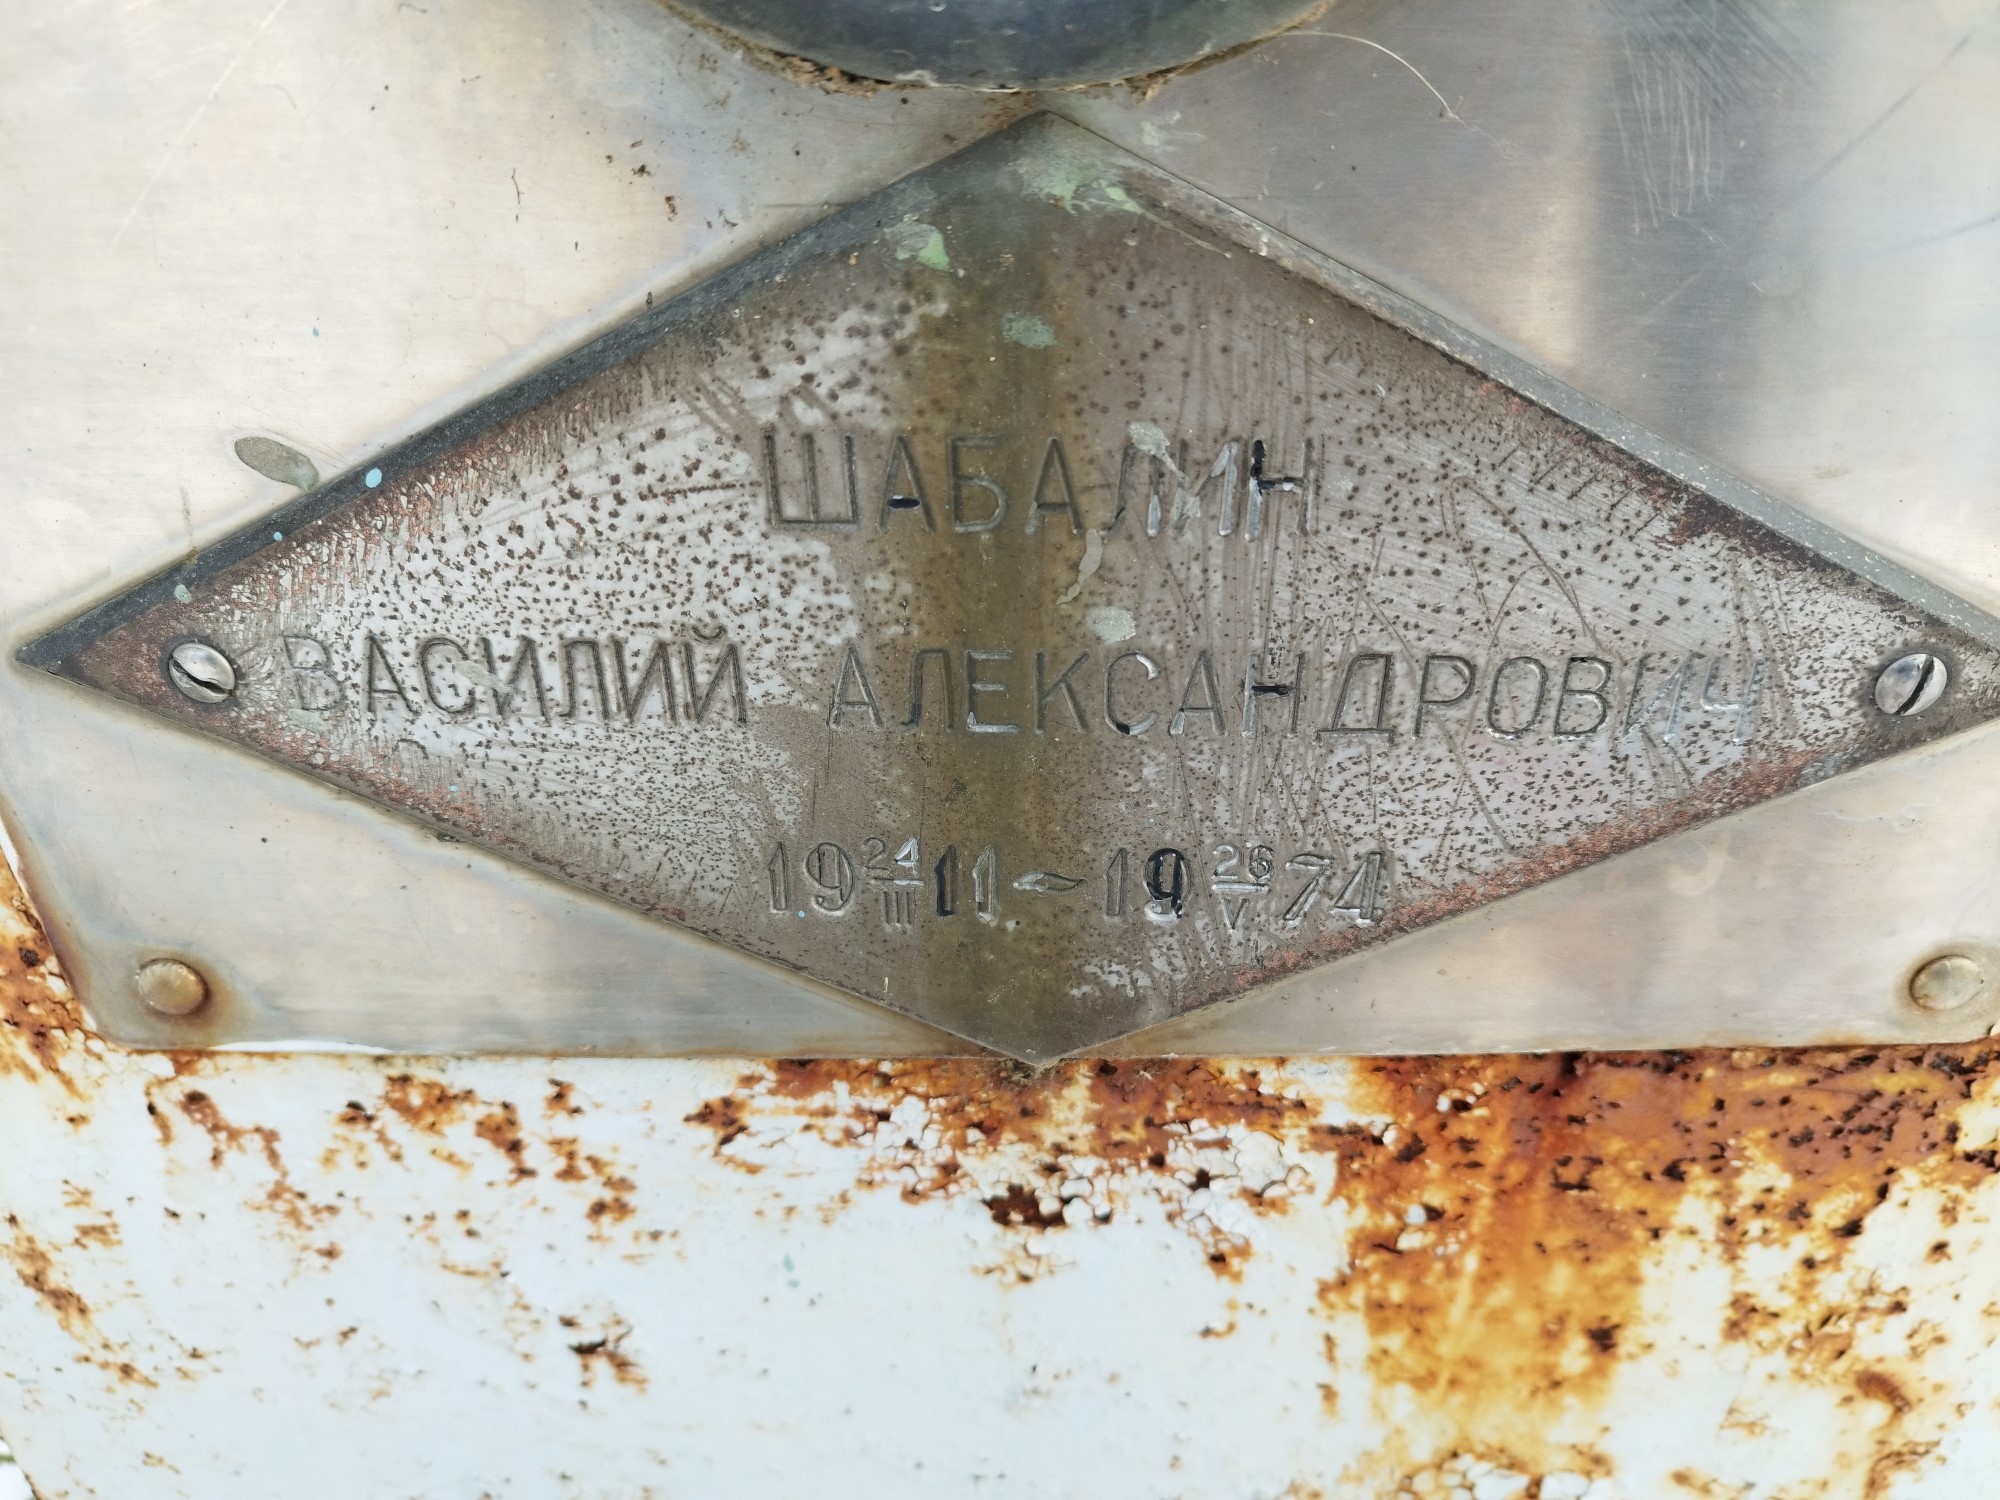 ШАБАЛИН
ВАСИЛИЙ АЛЕКСАНДРОВИЧ
19 24/III 11 - 19 26/V 74